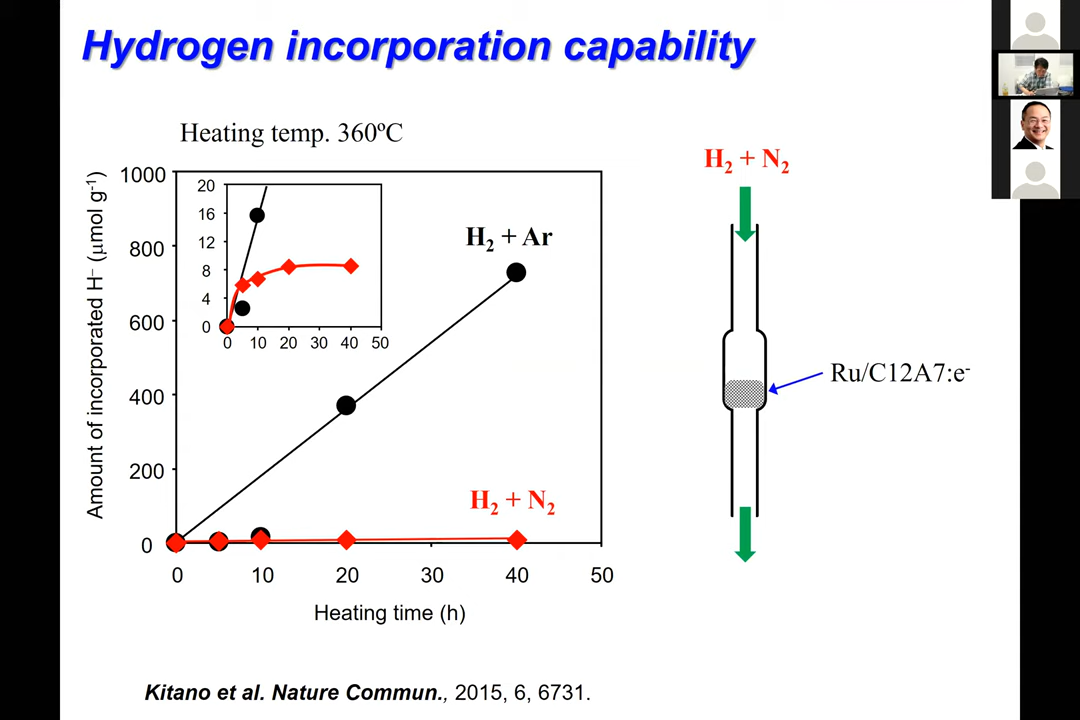 Hydrogen incorporation capability
Heating temp. 360ºC
Amount of incorporated H⁻ (μmol g⁻¹)
1000
800
600
400
200
0
0 10 20 30 40 50
Heating time (h)
20
16
12
8
4
0
0 10 20 30 40 50
H₂ + Ar
H₂ + N₂
H₂ + N₂
Ru/C12A7:e⁻
Kitano et al. Nature Commun., 2015, 6, 6731.